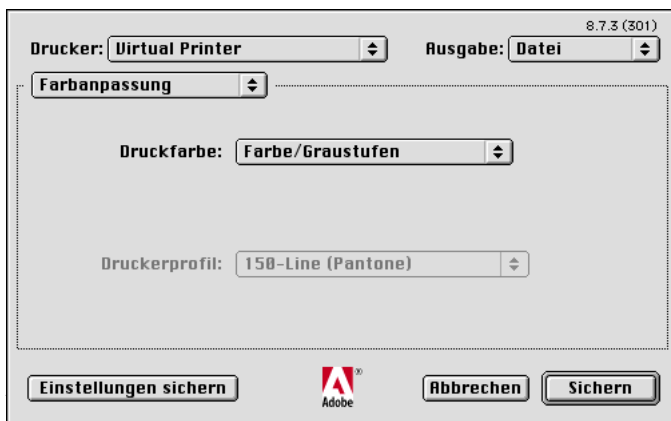 8.7.3 (301)
Drucker: Virtual Printer Ausgabe: Datei
Farbanpassung
Druckfarbe: Farbe/Graustufen
Druckerprofil: 150-Line (Pantone)
Einstellungen sichern Adobe® Abbrechen Sichern